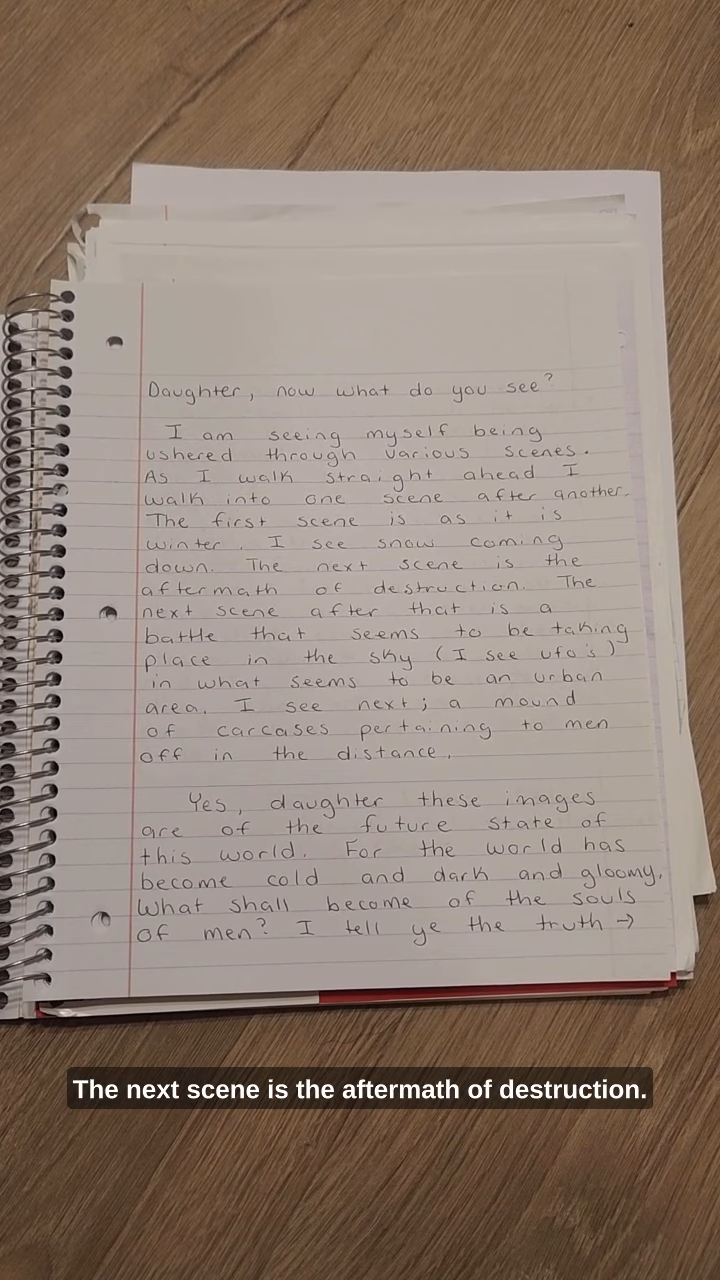 Daughter, now what do you see?
I am seeing myself being
ushered through various scenes.
As I walk straight ahead I
walk into one scene after another.
The first scene is as it is
winter. I see snow coming
down. The next scene is the
aftermath of destruction. The
next scene after that is a
battle that seems to be taking
place in the sky (I see ufo's)
in what seems to be an urban
area. I see next; a mound
of carcases pertaining to men
off in the distance.
Yes, daughter these images
are of the future state of
this world. For the world has
become cold and dark and gloomy.
What shall become of the souls
of men? I tell ye the truth →
The next scene is the aftermath of destruction.